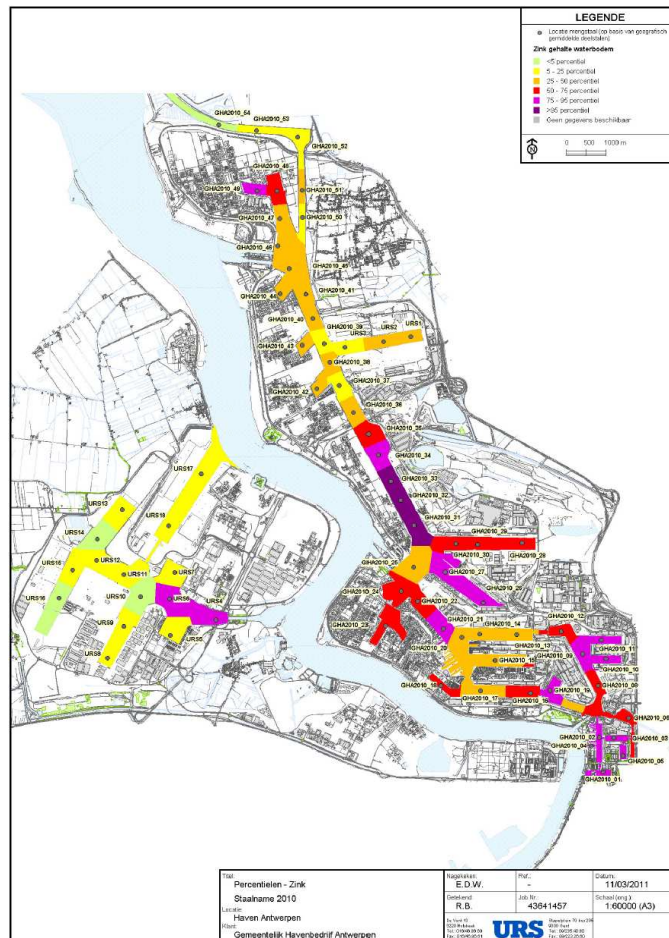 LEGENDE
Locatie mengstaal (op basis van geografisch
gemiddelde deelstalen)
Zink gehalte waterbodem
<5 percentiel
5 - 25 percentiel
25 - 50 percentiel
50 - 75 percentiel
75 - 95 percentiel
>95 percentiel
Geen gegevens beschikbaar
0 500 1000 m
GHA2010_54
GHA2010_53
GHA2010_52
GHA2010_48
GHA2010_49
GHA2010_51
GHA2010_47
GHA2010_50
GHA2010_46
GHA2010_45
GHA2010_44
GHA2010_41
GHA2010_40
GHA2010_39
URS3
URS2
URS1
GHA2010_43
GHA2010_38
GHA2010_37
GHA2010_42
GHA2010_36
GHA2010_35
GHA2010_34
GHA2010_33
GHA2010_32
GHA2010_31
GHA2010_29
GHA2010_30
GHA2010_28
GHA2010_25
GHA2010_27
GHA2010_26
GHA2010_24
GHA2010_22
GHA2010_23
GHA2010_21
GHA2010_20
GHA2010_14
GHA2010_13
GHA2010_12
GHA2010_11
GHA2010_10
GHA2010_09
GHA2010_15
GHA2010_18
GHA2010_17
GHA2010_16
GHA2010_19
GHA2010_08
GHA2010_06
GHA2010_02
GHA2010_03
GHA2010_04
GHA2010_05
GHA2010_01
URS17
URS13
URS18
URS14
URS12
URS15
URS11
URS7
URS16
URS10
URS6
URS4
URS9
URS5
URS8
Titel:
Percentielen - Zink
Staalname 2010
Locatie:
Haven Antwerpen
Klant:
Gemeentelijk Havenbedrijf Antwerpen
Nagekeken:
E.D.W.
Ref.:
-
Datum:
11/03/2011
Getekend:
R.B.
Job Nr:
43641457
Schaal (orig.):
1:60000 (A3)
URS